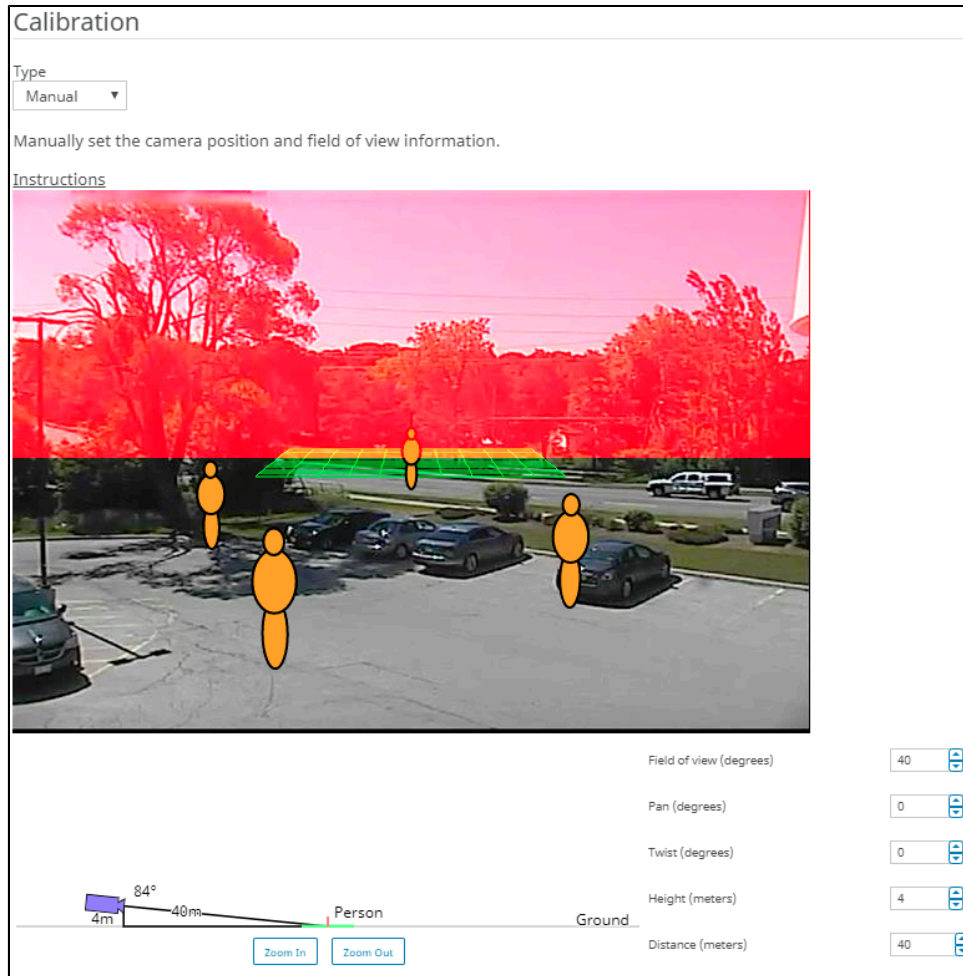 Calibration
Type
Manual
Manually set the camera position and field of view information.
Instructions
Field of view (degrees) 40
Pan (degrees) 0
Twist (degrees) 0
84°
4m 40m Person Ground
Height (meters) 4
Zoom In Zoom Out
Distance (meters) 40